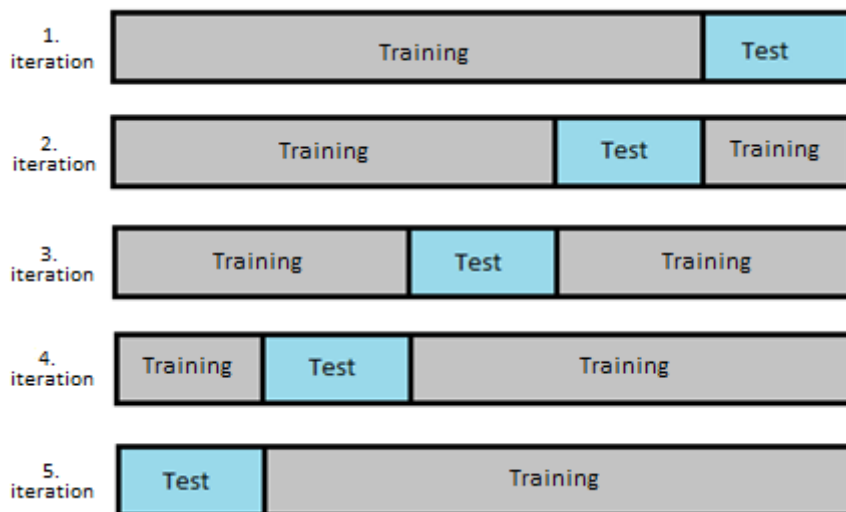 1.
iteration
Training
Test
2.
iteration
Training
Test
Training
3.
iteration
Training
Test
Training
4.
iteration
Training
Test
Training
5.
iteration
Test
Training